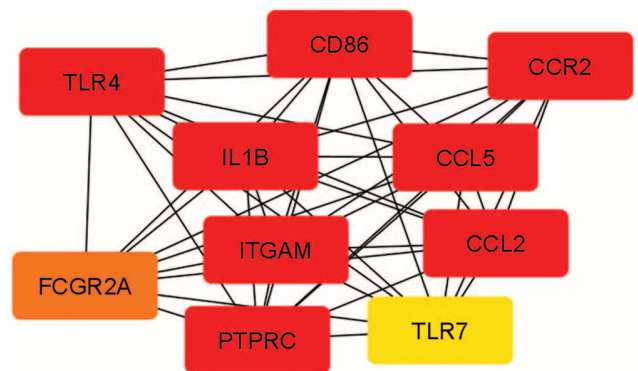 CD86
TLR4
CCR2
IL1B
CCL5
ITGAM
CCL2
FCGR2A
PTPRC
TLR7